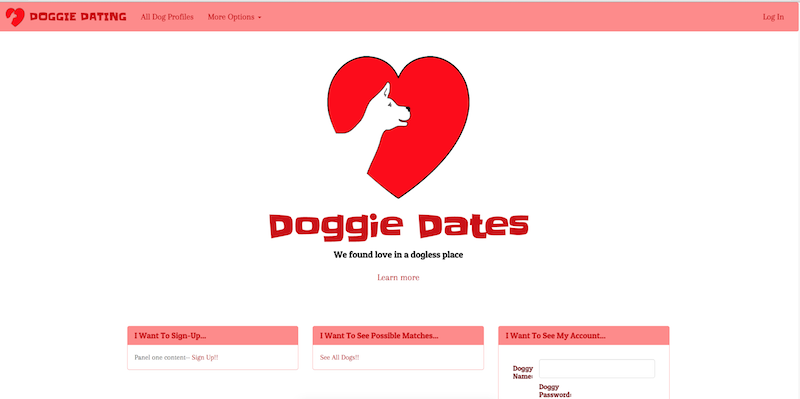 DOGGIE DATING
All Dog Profiles
More Options
Log In
Doggie Dates
We found love in a dogless place
Learn more
I Want To Sign-Up...
Panel one content-- Sign Up!!
I Want To See Possible Matches...
See All Dogs!!
I Want To See My Account...
Doggy
Name:
Doggy
Password: